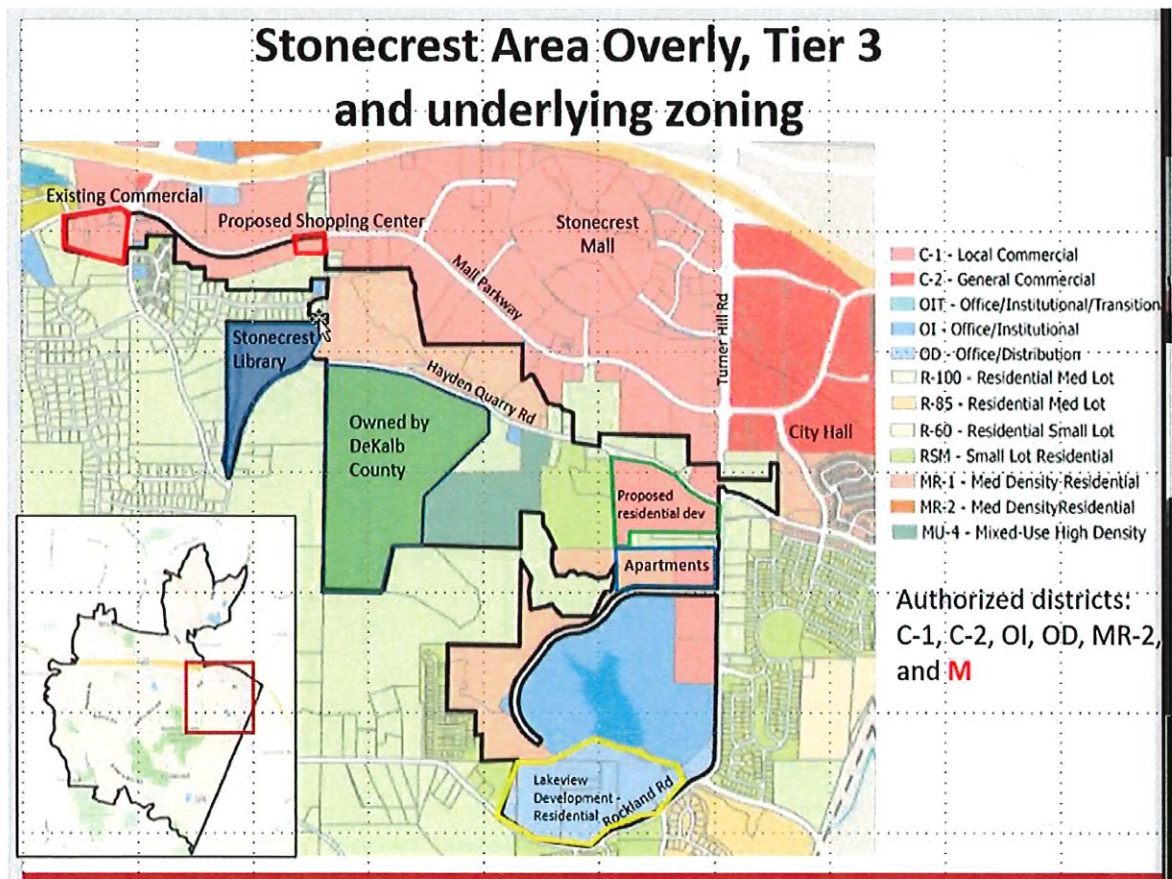 Stonecrest Area Overly, Tier 3
and underlying zoning
Existing Commercial
Proposed Shopping Center
Stonecrest
Mall
Mall Parkway
Turner Hill Rd
Stonecrest
Library
Hayden Quarry Rd
Owned by
DeKalb
County
City Hall
Proposed
residential dev
Apartments
Lakeview
Development -
Residential
Rockland Rd
C-1 - Local Commercial
C-2 - General Commercial
OIT - Office/Institutional/Transition
OI - Office/Institutional
OD - Office/Distribution
R-100 - Residential Med Lot
R-85 - Residential Med Lot
R-60 - Residential Small Lot
RSM - Small Lot Residential
MR-1 - Med Density Residential
MR-2 - Med DensityResidential
MU-4 - Mixed-Use High Density
Authorized districts:
C-1, C-2, OI, OD, MR-2,
and M